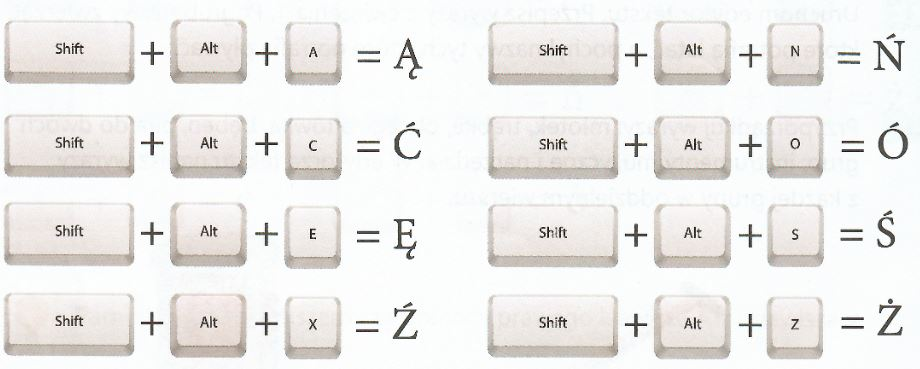 Shift + Alt + A = Ą
Shift + Alt + N = Ń
Shift + Alt + C = Ć
Shift + Alt + O = Ó
Shift + Alt + E = Ę
Shift + Alt + S = Ś
Shift + Alt + X = Ź
Shift + Alt + Z = Ż